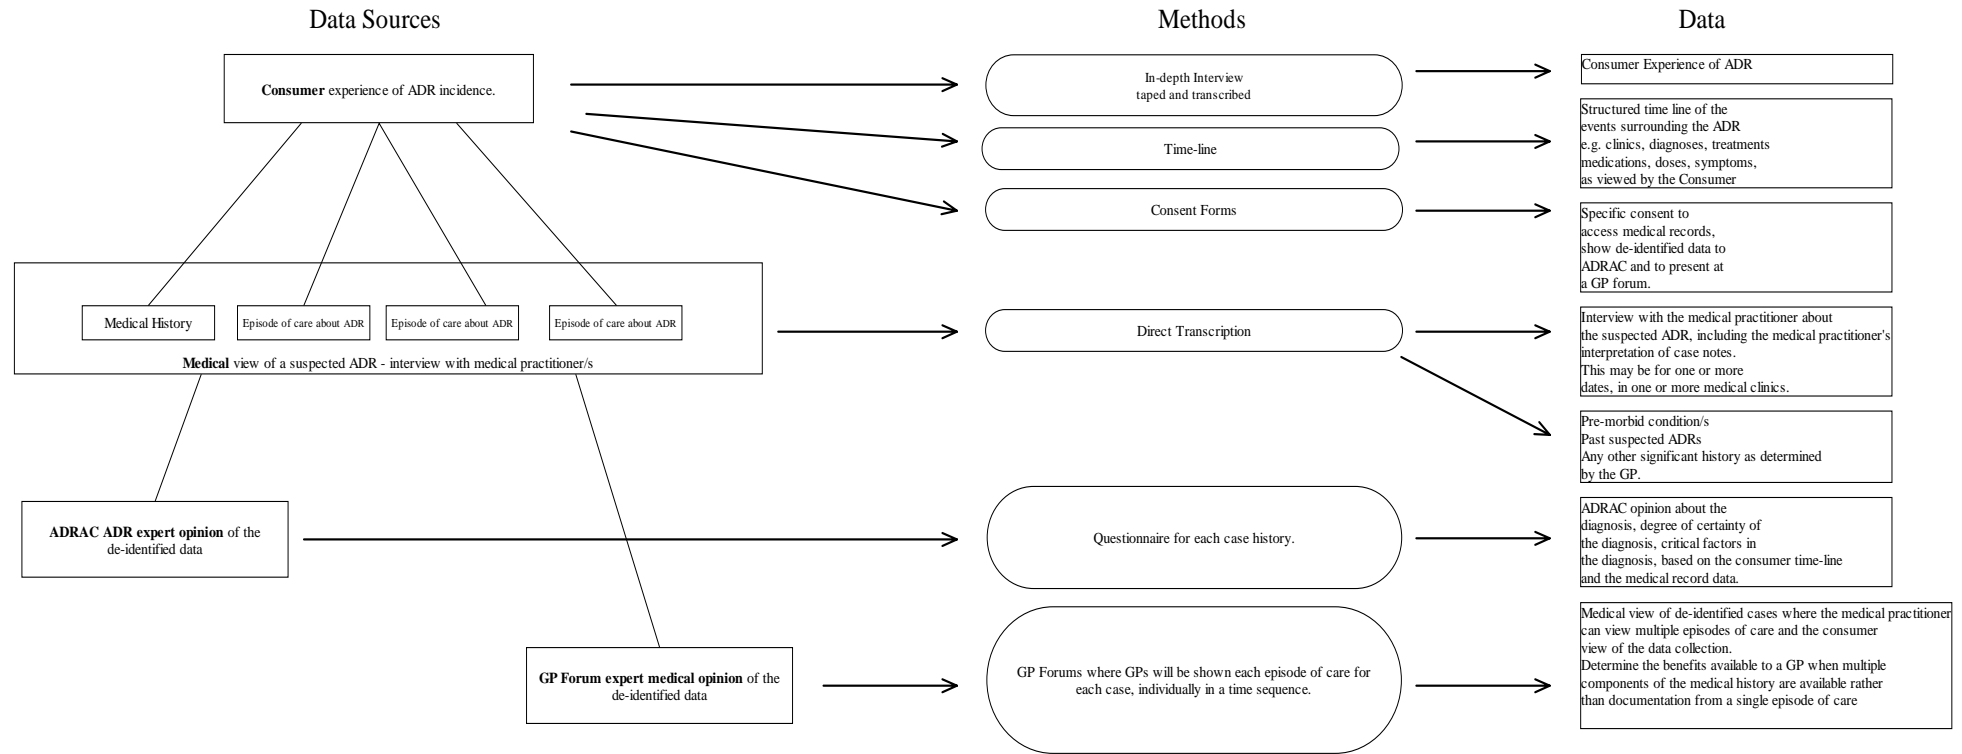 Data Sources
Methods
Data
Consumer experience of ADR incidence.
In-depth Interview
taped and transcribed
Consumer Experience of ADR
Time-line
Structured time line of the
events surrounding the ADR
e.g. clinics, diagnoses, treatments
medications, doses, symptoms,
as viewed by the Consumer
Consent Forms
Specific consent to
access medical records,
show de-identified data to
ADRAC and to present at
a GP forum.
Medical History
Episode of care about ADR
Episode of care about ADR
Episode of care about ADR
Medical view of a suspected ADR - interview with medical practitioner/s
Direct Transcription
Interview with the medical practitioner about
the suspected ADR, including the medical practitioner's
interpretation of case notes.
This may be for one or more
dates, in one or more medical clinics.
Pre-morbid condition/s
Past suspected ADRs
Any other significant history as determined
by the GP.
ADRAC ADR expert opinion of the
de-identified data
Questionnaire for each case history.
ADRAC opinion about the
diagnosis, degree of certainty of
the diagnosis, critical factors in
the diagnosis, based on the consumer time-line
and the medical record data.
GP Forum expert medical opinion of the
de-identified data
GP Forums where GPs will be shown each episode of care for
each case, individually in a time sequence.
Medical view of de-identified cases where the medical practitioner
can view multiple episodes of care and the consumer
view of the data collection.
Determine the benefits available to a GP when multiple
components of the medical history are available rather
than documentation from a single episode of care